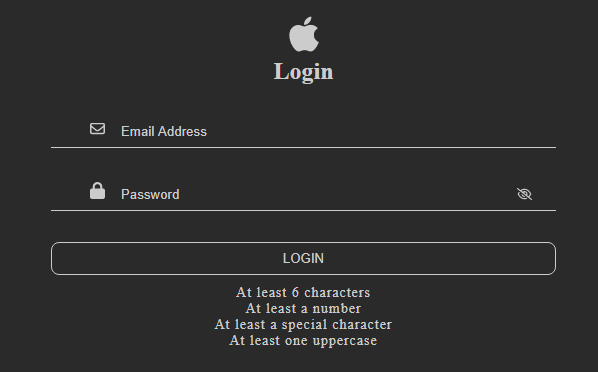 Login
Email Address
Password
LOGIN
At least 6 characters
At least a number
At least a special character
At least one uppercase